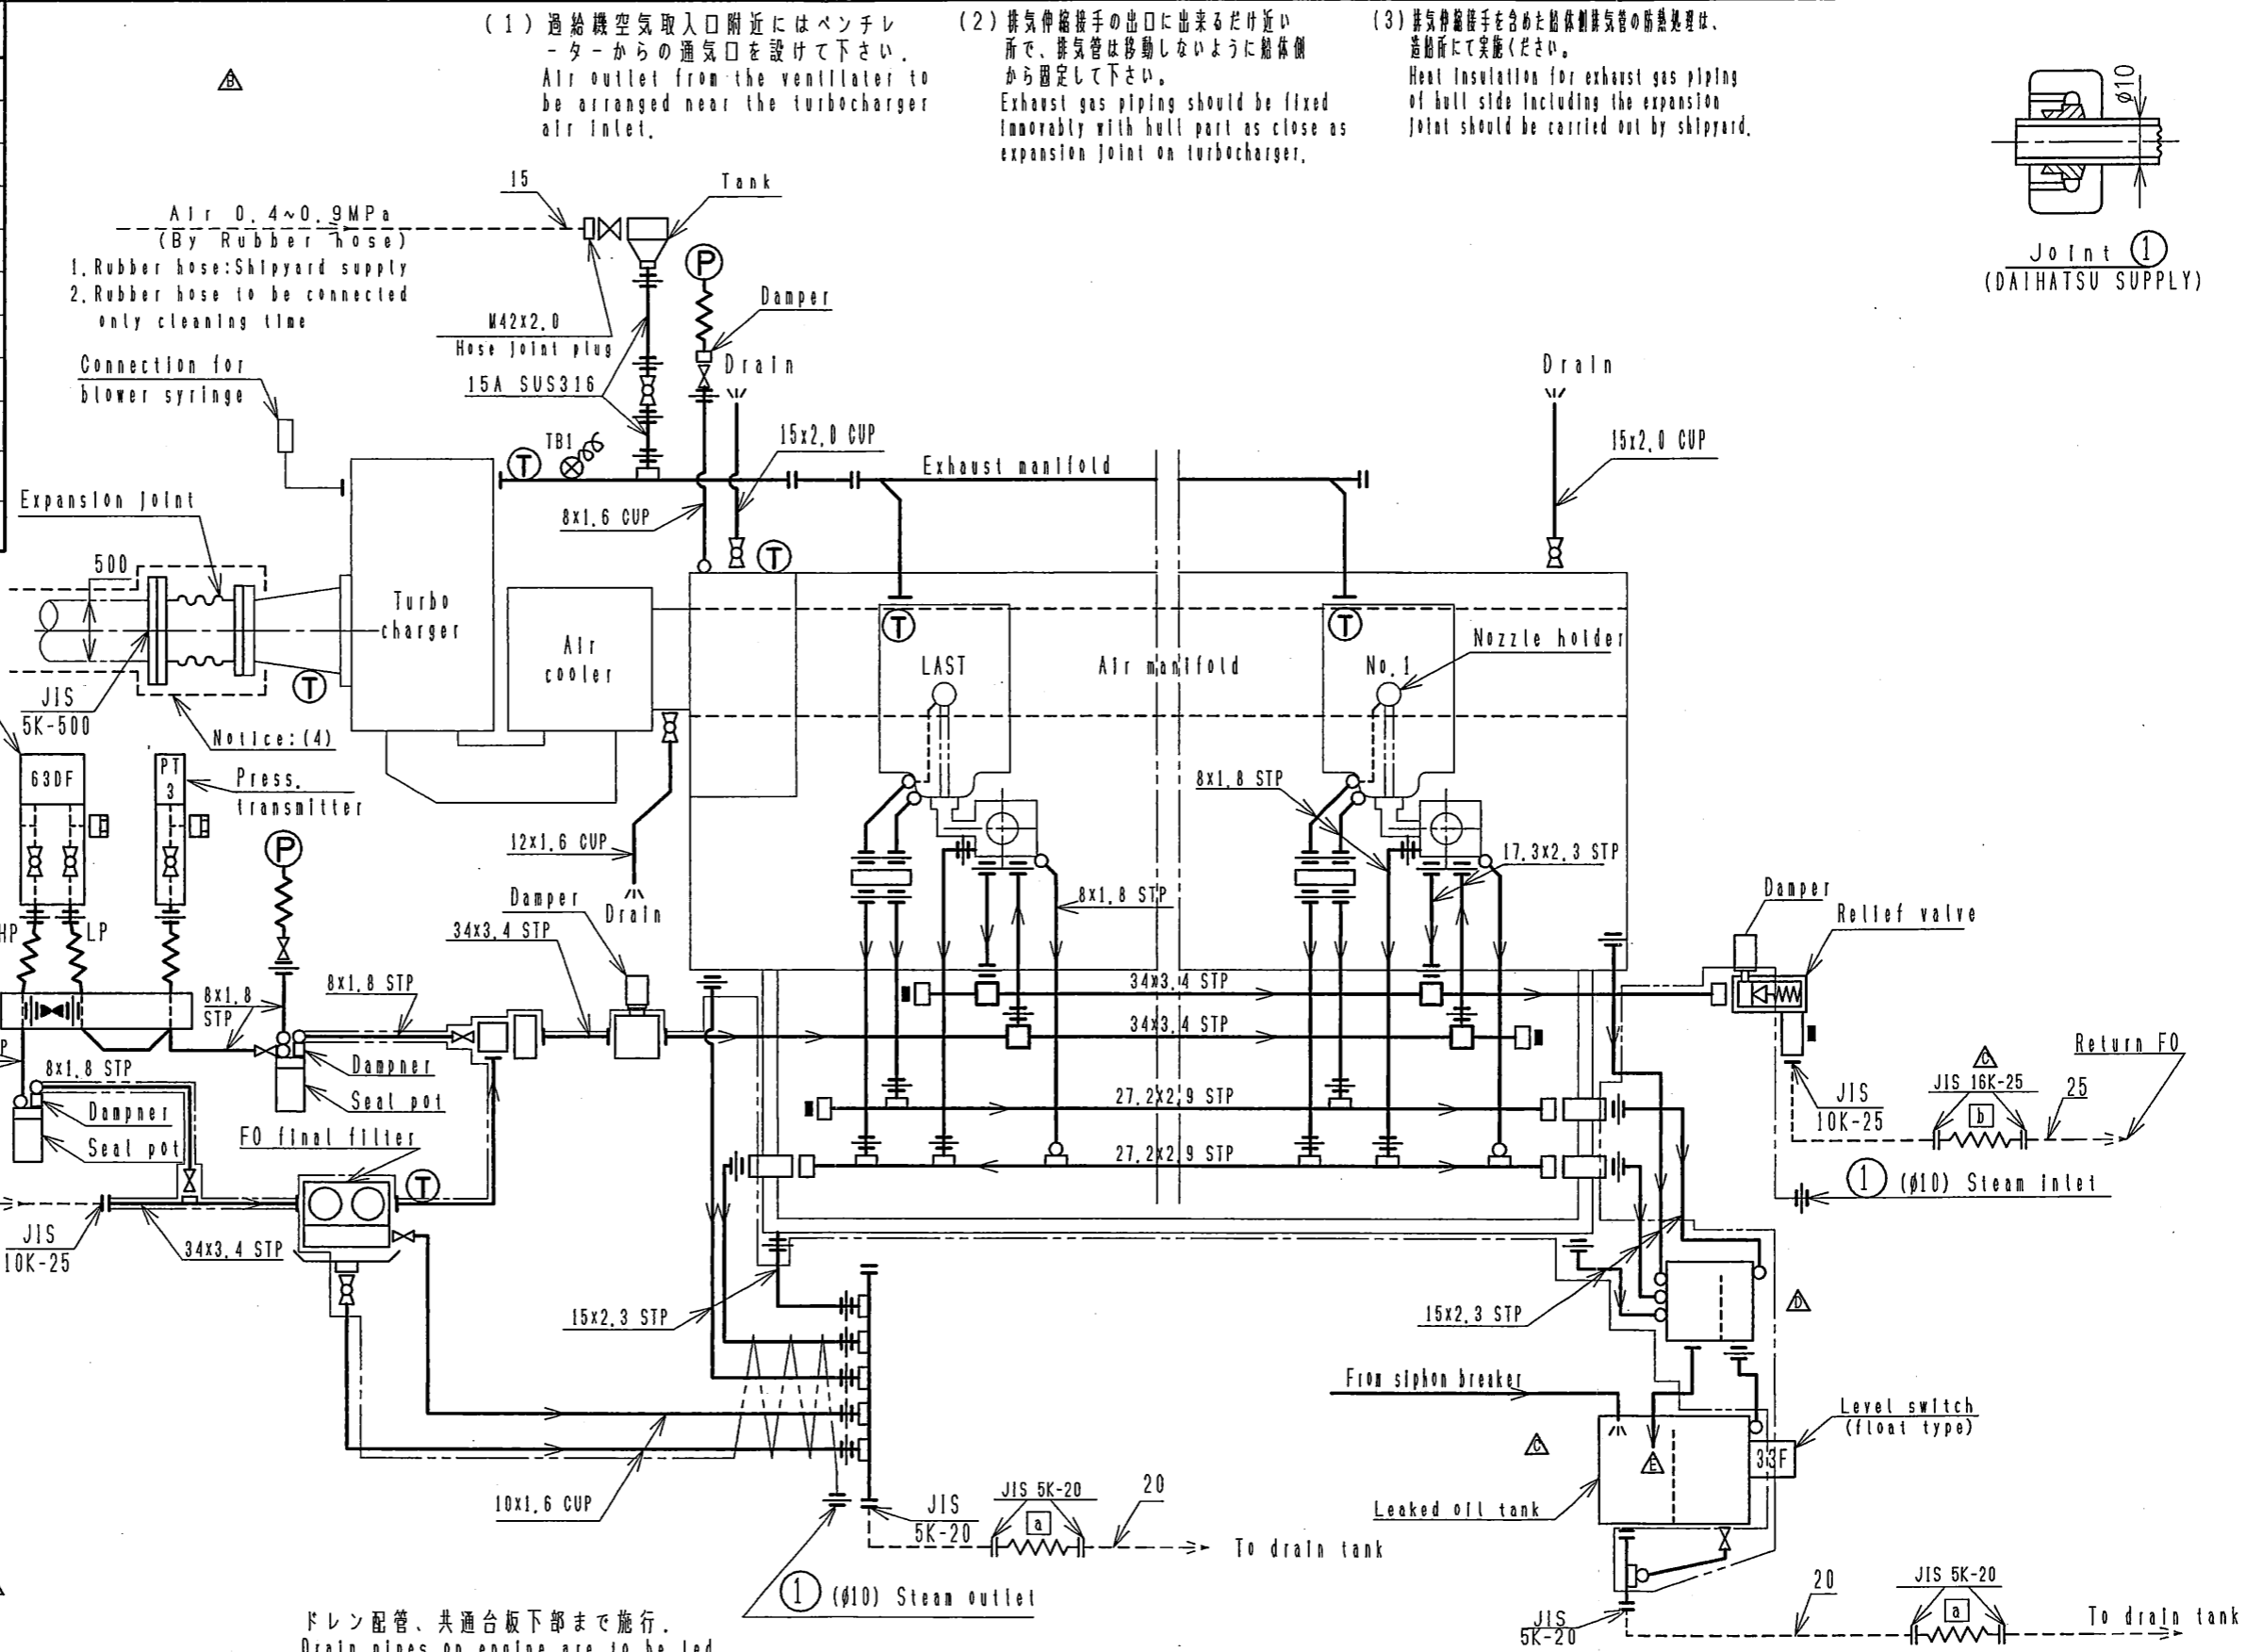 (1) 過給機空気取入口附近にはベンチレ
ーターからの通気口を設けて下さい.
Air outlet from the ventillater to
be arranged near the turbocharger
air inlet.
(2) 排気伸縮接手の出口に出来るだけ近い
所で、排気管は移動しないように船体側
から固定して下さい。
Exhaust gas piping should be fixed
immovably with hull part as close as
expansion joint on turbocharger.
(3) 排気伸縮接手を含めた船体側排気管の防熱処理は、
造船所にて実施ください。
Heat insulation for exhaust gas piping
of hull side including the expansion
joint should be carried out by shipyard.
B
ø10
Joint 1
(DAIHATSU SUPPLY)
15
Tank
Air 0.4~0.9MPa
(By Rubber hose)
1.Rubber hose:Shipyard supply
2.Rubber hose to be connected
only cleaning time
P
Damper
M42x2.0
Hose joint plug
15A SUS316
Drain
Drain
Connection for
blower syringe
TB1
T
15x2.0 CUP
15x2.0 CUP
Exhaust manifold
Expansion joint
8x1.6 CUP
T
500
Turbo
charger
Air
cooler
T
T
T
LAST
Air manifold
No.1
Nozzle holder
JIS
5K-500
Notice:(4)
63DF
PT
3
Press.
transmitter
P
12x1.6 CUP
Drain
8x1.8 STP
17.3x2.3 STP
8x1.8 STP
Damper
Relief valve
HP
LP
Damper
34x3.4 STP
8x1.8
STP
8x1.8 STP
34x3.4 STP
34x3.4 STP
P
Dampner
Seal pot
8x1.8 STP
Dampner
Seal pot
27.2x2.9 STP
27.2x2.9 STP
JIS
10K-25
C
JIS 16K-25
b
25
Return FO
1 (ø10) Steam inlet
FO final filter
T
JIS
10K-25
34x3.4 STP
15x2.3 STP
15x2.3 STP
D
From siphon breaker
Level switch
(float type)
C
E
33F
Leaked oil tank
10x1.6 CUP
JIS
5K-20
JIS 5K-20
a
20
To drain tank
1 (ø10) Steam outlet
JIS
5K-20
20
JIS 5K-20
a
To drain tank
ドレン配管、共通台板下部まで施行.
Drain pipes on engine are to be led